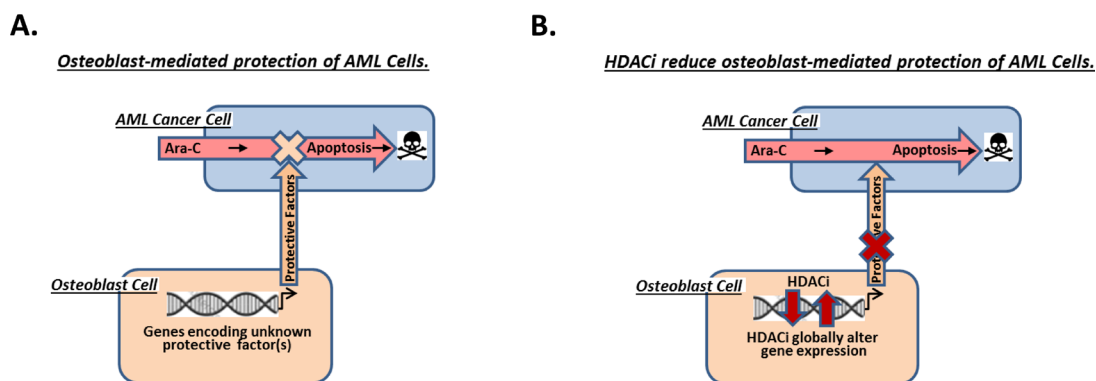 A.
Osteoblast-mediated protection of AML Cells.
AML Cancer Cell
Ara-C
Apoptosis
Protective Factors
Osteoblast Cell
Genes encoding unknown
protective factor(s)
B.
HDACi reduce osteoblast-mediated protection of AML Cells.
AML Cancer Cell
Ara-C
Apoptosis
Factors
Osteoblast Cell
HDACi
HDACi globally alter
gene expression